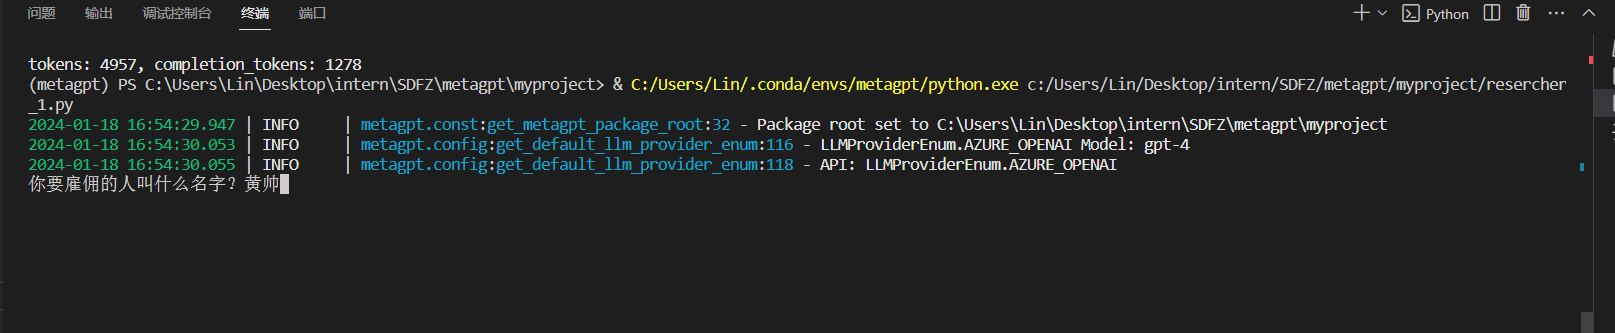 问题 输出 调试控制台 终端 端口 Python
tokens: 4957, completion_tokens: 1278
(metagpt) PS C:\Users\Lin\Desktop\intern\SDFZ\metagpt\myproject> & C:/Users/Lin/.conda/envs/metagpt/python.exe c:/Users/Lin/Desktop/intern/SDFZ/metagpt/myproject/resercher
_1.py
2024-01-18 16:54:29.947 | INFO     | metagpt.const:get_metagpt_package_root:32 - Package root set to C:\Users\Lin\Desktop\intern\SDFZ\metagpt\myproject
2024-01-18 16:54:30.053 | INFO     | metagpt.config:get_default_llm_provider_enum:116 - LLMProviderEnum.AZURE_OPENAI Model: gpt-4
2024-01-18 16:54:30.055 | INFO     | metagpt.config:get_default_llm_provider_enum:118 - API: LLMProviderEnum.AZURE_OPENAI
你要雇佣的人叫什么名字？黄帅